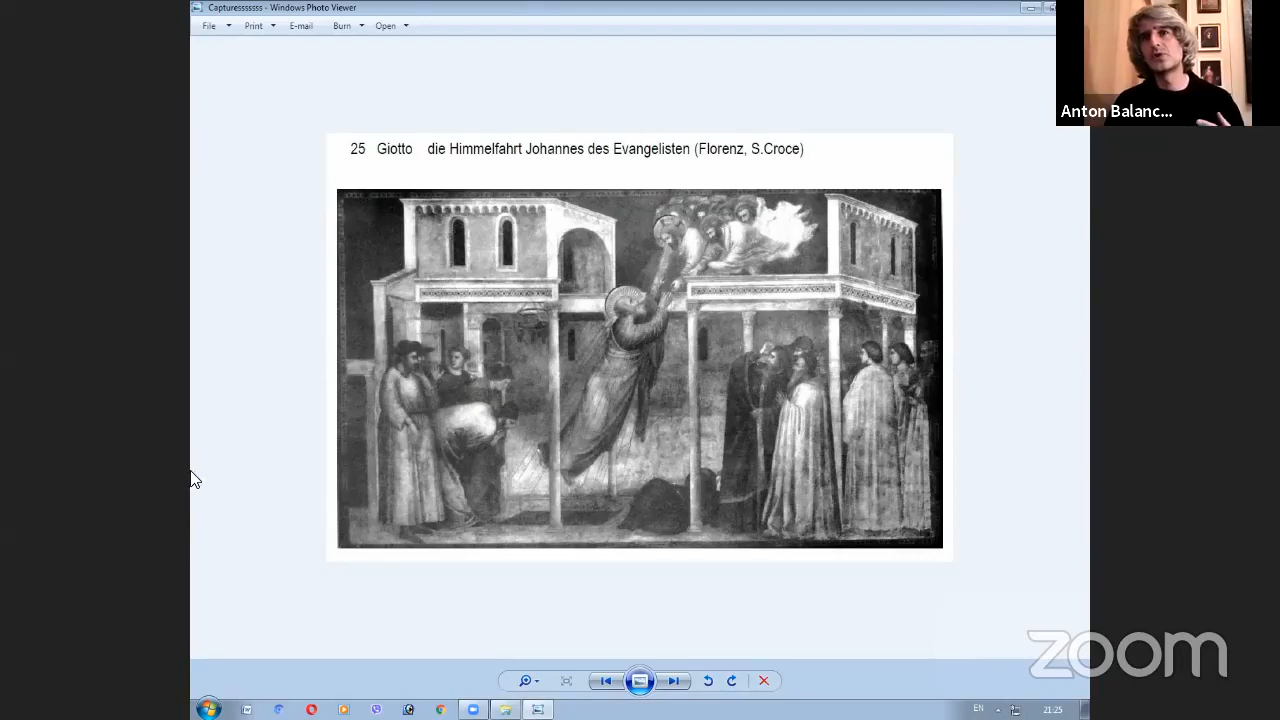 Capturessssss - Windows Photo Viewer
File Print E-mail Burn Open
Anton Balanc...
25 Giotto die Himmelfahrt Johannes des Evangelisten (Florenz, S.Croce)
zoom
EN 21:25